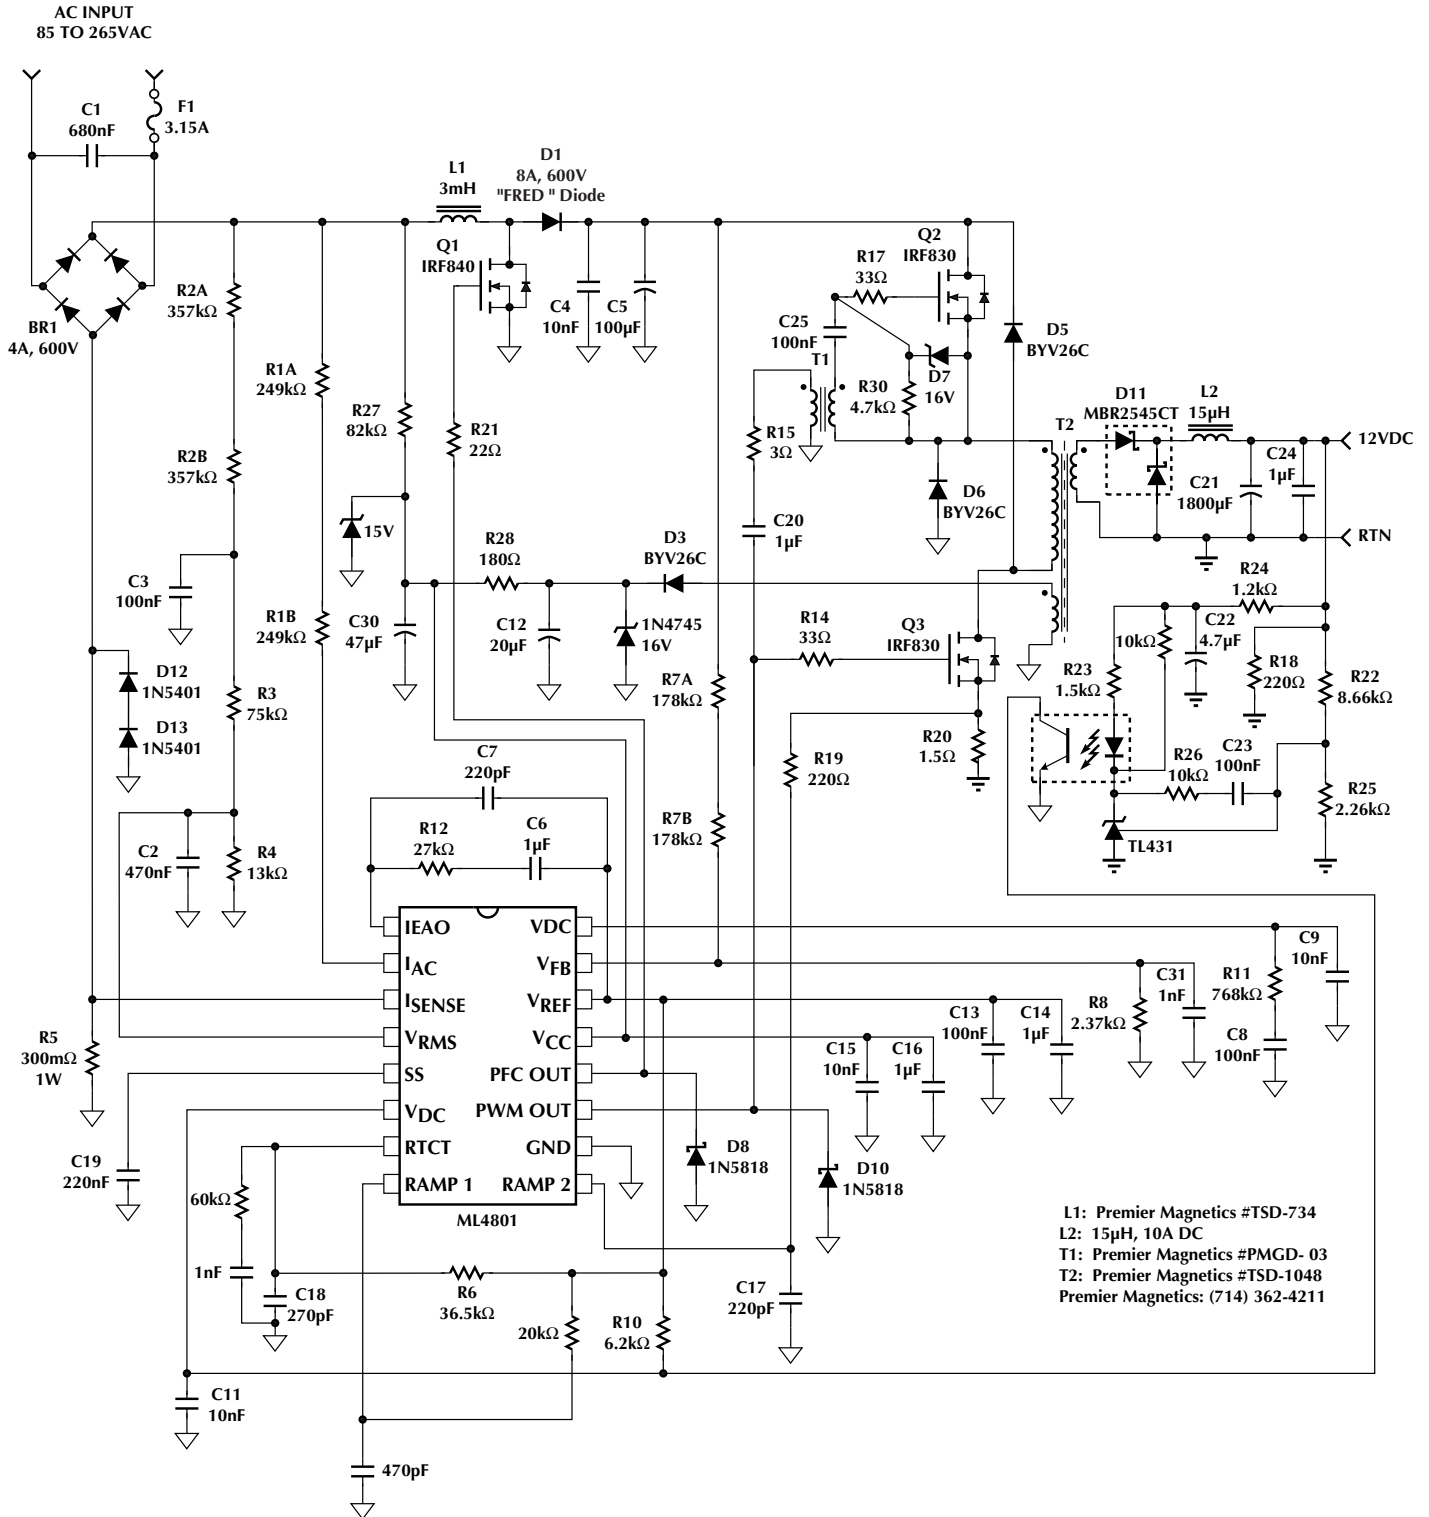 AC INPUT
85 TO 265VAC
C1
680nF
F1
3.15A
BR1
4A, 600V
R2A
357kΩ
R2B
357kΩ
R1A
249kΩ
R1B
249kΩ
R27
82kΩ
L1
3mH
D1
8A, 600V
"FRED " Diode
Q1
IRF840
C4
10nF
C5
100µF
R21
22Ω
15V
C3
100nF
R3
75kΩ
D12
1N5401
D13
1N5401
C2
470nF
R4
13kΩ
R28
180Ω
D3
BYV26C
C30
47µF
C12
20µF
1N4745
16V
R17
33Ω
Q2
IRF830
C25
100nF
T1
R30
4.7kΩ
D7
16V
D5
BYV26C
R15
3Ω
C20
1µF
D6
BYV26C
T2
D11
MBR2545CT
L2
15µH
12VDC
C24
1µF
C21
1800µF
RTN
R14
33Ω
Q3
IRF830
R7A
178kΩ
R7B
178kΩ
R19
220Ω
R20
1.5Ω
R24
1.2kΩ
10kΩ
C22
4.7µF
R23
1.5kΩ
R18
220Ω
R22
8.66kΩ
R26
10kΩ
C23
100nF
R25
2.26kΩ
TL431
C7
220pF
R12
27kΩ
C6
1µF
IEAO
IAC
ISENSE
VRMS
SS
VDC
RTCT
RAMP 1
VDC
VFB
VREF
VCC
PFC OUT
PWM OUT
GND
RAMP 2
ML4801
R5
300mΩ
1W
C19
220nF
60kΩ
1nF
C18
270pF
R6
36.5kΩ
20kΩ
R10
6.2kΩ
C11
10nF
470pF
D8
1N5818
D10
1N5818
C17
220pF
C15
10nF
C16
1µF
C13
100nF
C14
1µF
R8
2.37kΩ
C31
1nF
R11
768kΩ
C8
100nF
C9
10nF
L1: Premier Magnetics #TSD-734
L2: 15µH, 10A DC
T1: Premier Magnetics #PMGD- 03
T2: Premier Magnetics #TSD-1048
Premier Magnetics: (714) 362-4211